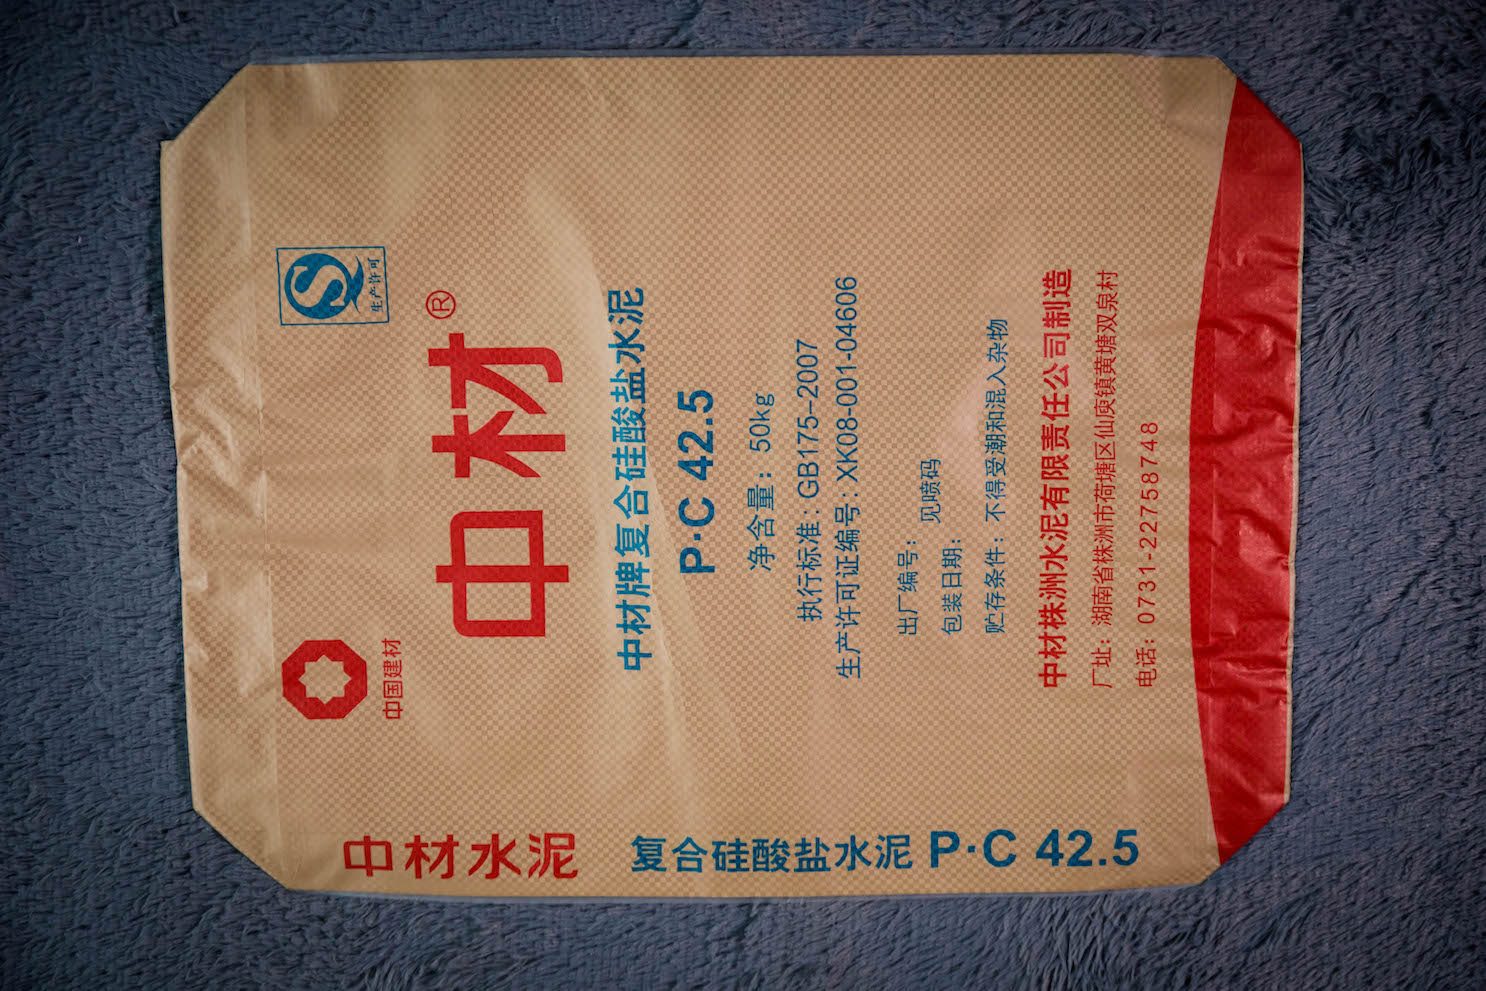 生产许可
中国建材
中材®
中材牌复合硅酸盐水泥
P·C 42.5
净含量：50kg
执行标准：GB175-2007
生产许可证编号：XK08-001-04606
出厂编号：
见喷码
包装日期：
贮存条件：不得受潮和混入杂物
中材株洲水泥有限责任公司制造
厂址：湖南省株洲市荷塘区仙庾镇黄塘双泉村
电话：0731-22758748
中材水泥 复合硅酸盐水泥 P·C 42.5